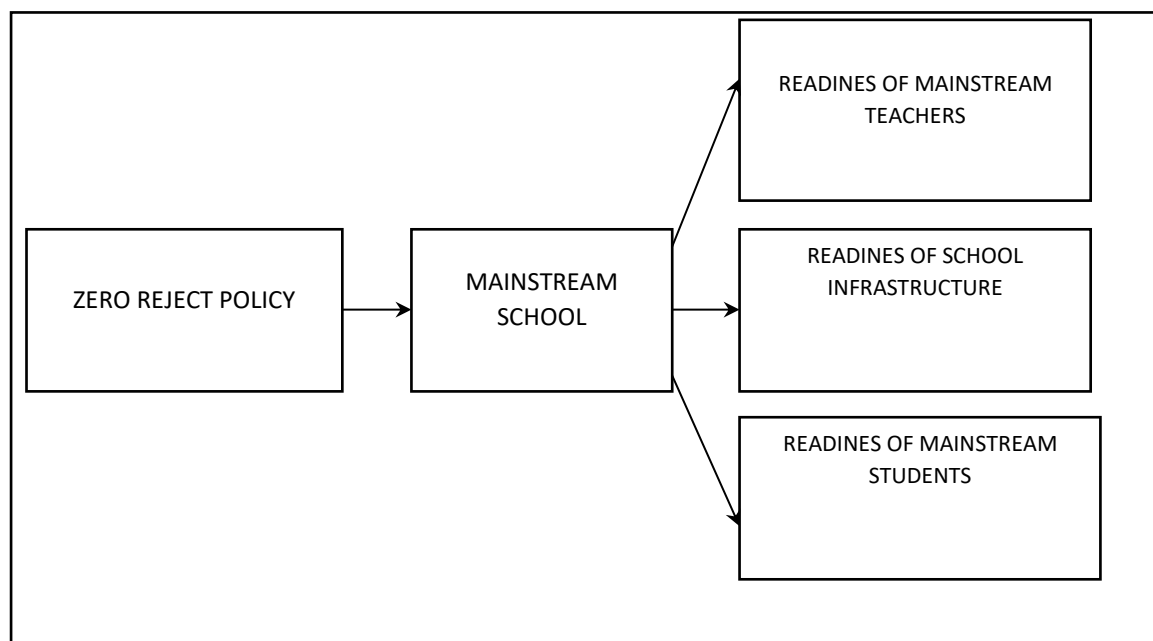 ZERO REJECT POLICY
MAINSTREAM
SCHOOL
READINES OF MAINSTREAM
TEACHERS
READINES OF SCHOOL
INFRASTRUCTURE
READINES OF MAINSTREAM
STUDENTS